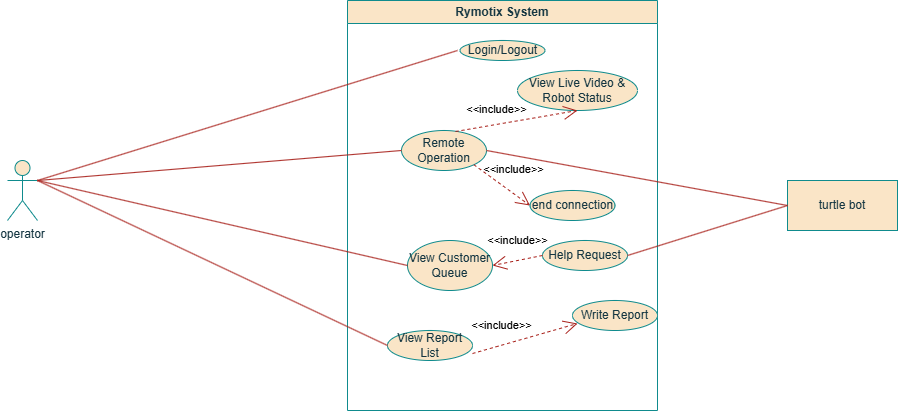 Rymotix System
Login/Logout
View Live Video &
Robot Status
<<include>>
Remote
Operation
<<include>>
end connection
turtle bot
operator
<<include>>
View Customer
Queue
Help Request
Write Report
<<include>>
View Report
List